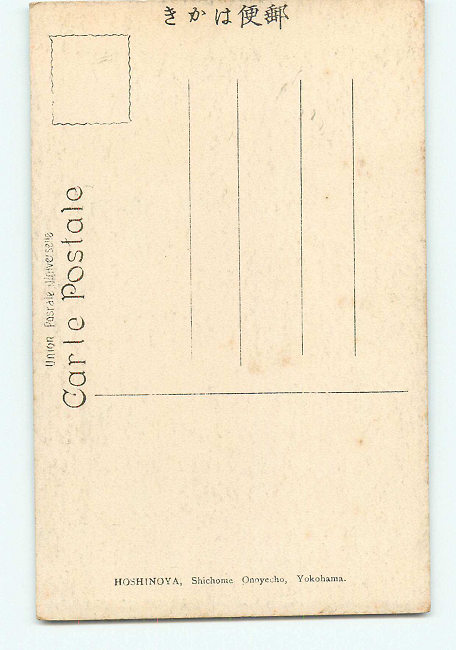 きかは便郵
Union Postale Universelle
Carte Postale
HOSHINOYA, Shichome Onoyecho, Yokohama.